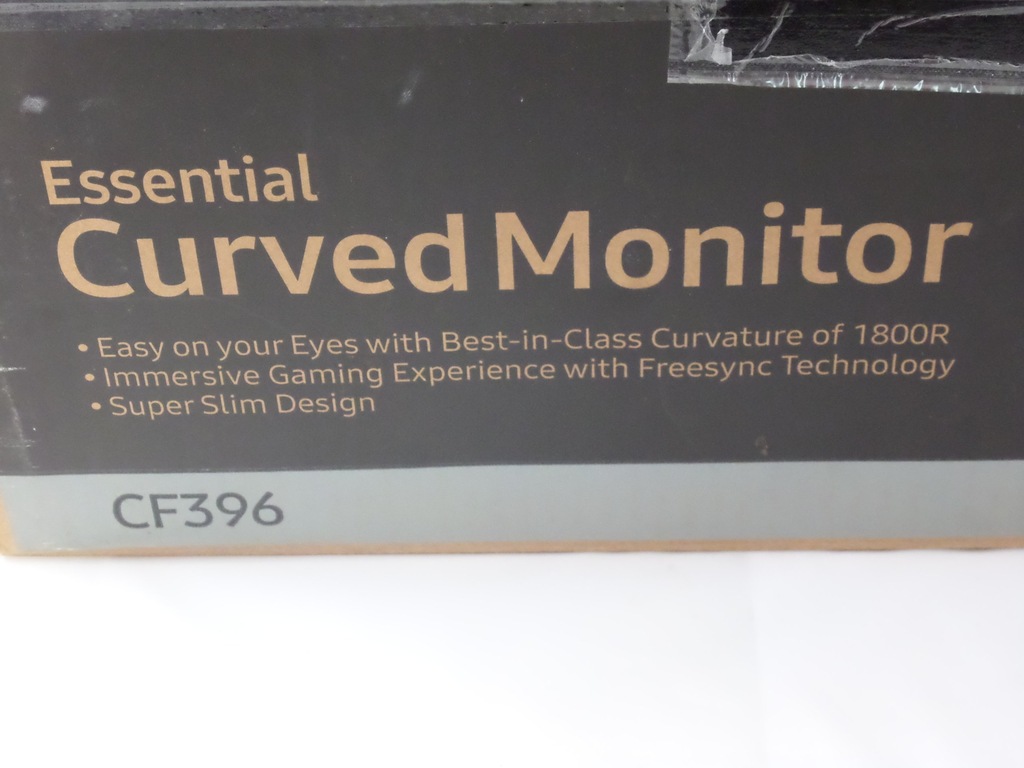 Essential
Curved Monitor
• Easy on your Eyes with Best-in-Class Curvature of 1800R
• Immersive Gaming Experience with Freesync Technology
• Super Slim Design
CF396